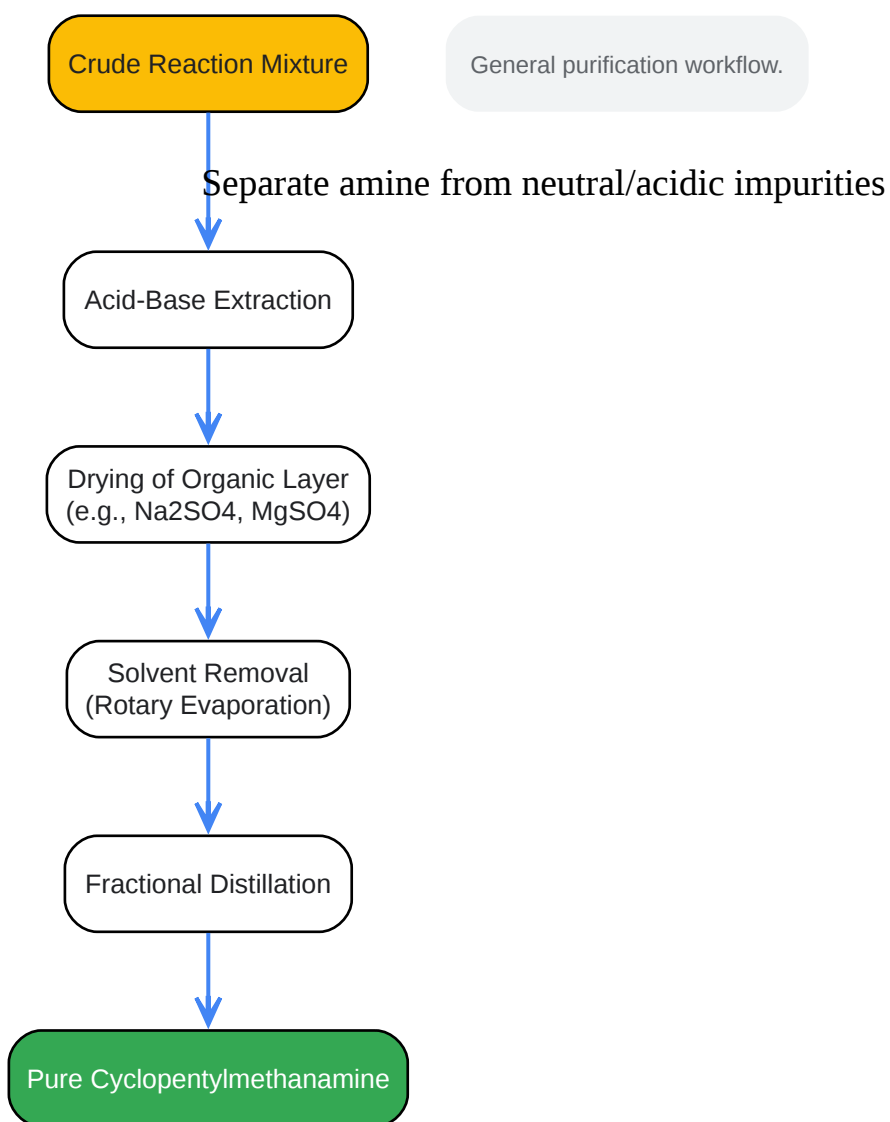 Crude Reaction Mixture
General purification workflow.
Separate amine from neutral/acidic impurities
Acid-Base Extraction
Drying of Organic Layer
(e.g., Na2SO4, MgSO4)
Solvent Removal
(Rotary Evaporation)
Fractional Distillation
Pure Cyclopentylmethanamine